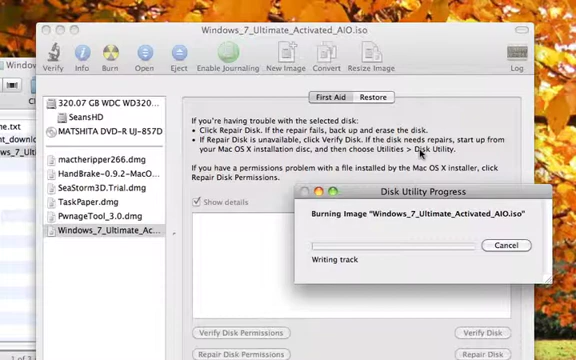 Windows_7_Ultimate_Activated_AIO.iso
Verify
Info
Burn
Open
Eject
Enable Journaling
New Image
Convert
Resize Image
Log
320.07 GB WDC WD320...
SeansHD
MATSHITA DVD-R UJ-857D
mactheripper266.dmg
HandBrake-0.9.2-MacO...
SeaStorm3D.Trial.dmg
TaskPaper.dmg
PwnageTool_3.0.dmg
Windows_7_Ultimate_Ac...
First Aid
Restore
If you're having trouble with the selected disk:
• Click Repair Disk. If the repair fails, back up and erase the disk.
• If Repair Disk is unavailable, click Verify Disk. If the disk needs repairs, start up from
your Mac OS X installation disc, and then choose Utilities > Disk Utility.
If you have a permissions problem with a file installed by the Mac OS X installer, click
Repair Disk Permissions.
Show details
Disk Utility Progress
Burning Image "Windows_7_Ultimate_Activated_AIO.iso"
Cancel
Writing track
Verify Disk Permissions
Verify Disk
Repair Disk Permissions
Repair Disk